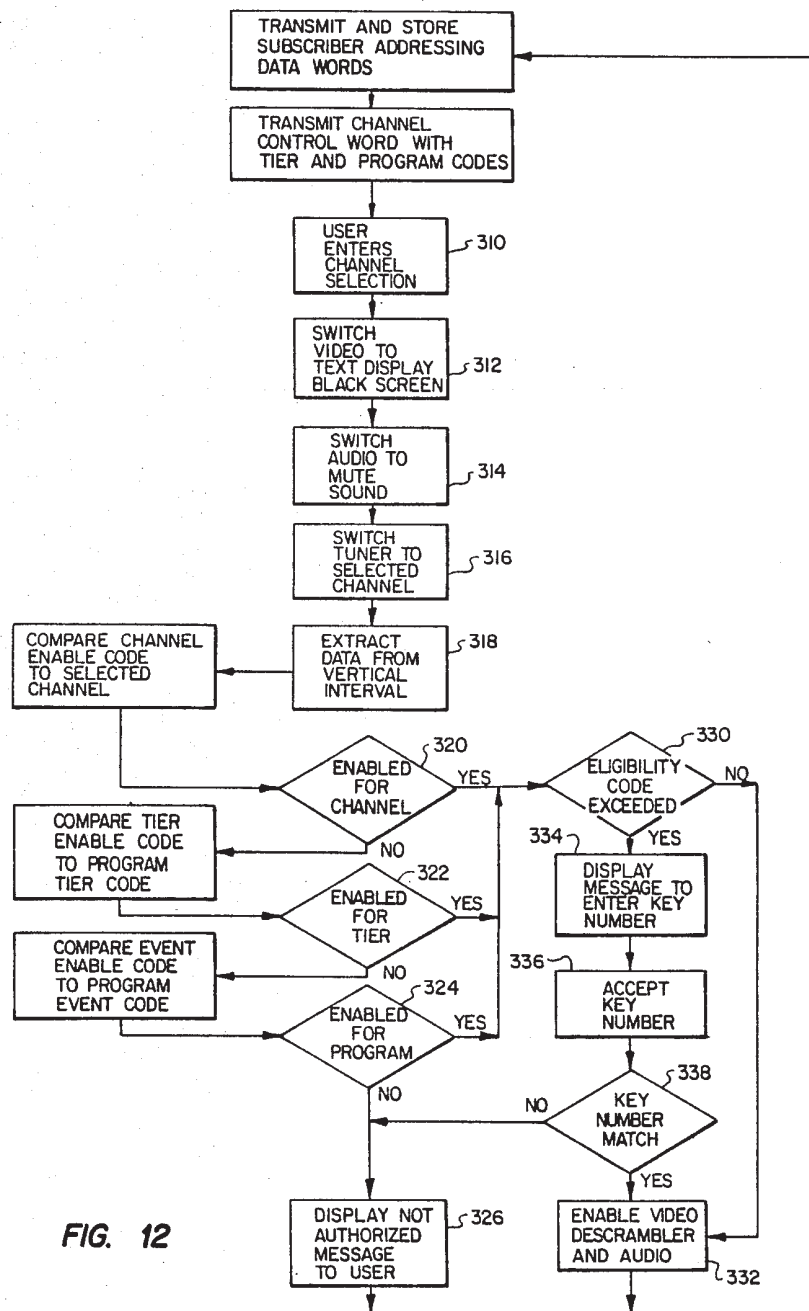 TRANSMIT AND STORE
SUBSCRIBER ADDRESSING
DATA WORDS
TRANSMIT CHANNEL
CONTROL WORD WITH
TIER AND PROGRAM CODES
USER
ENTERS
CHANNEL
SELECTION
310
SWITCH
VIDEO TO
TEXT DISPLAY
BLACK SCREEN
312
SWITCH
AUDIO TO
MUTE
SOUND
314
SWITCH
TUNER TO
SELECTED
CHANNEL
316
EXTRACT
DATA FROM
VERTICAL
INTERVAL
318
COMPARE CHANNEL
ENABLE CODE
TO SELECTED
CHANNEL
320
ENABLED
FOR
CHANNEL
YES
NO
330
ELIGIBILITY
CODE
EXCEEDED
NO
YES
COMPARE TIER
ENABLE CODE
TO PROGRAM
TIER CODE
322
ENABLED
FOR
TIER
YES
NO
334
DISPLAY
MESSAGE TO
ENTER KEY
NUMBER
COMPARE EVENT
ENABLE CODE
TO PROGRAM
EVENT CODE
324
ENABLED
FOR
PROGRAM
YES
NO
336
ACCEPT
KEY
NUMBER
338
KEY
NUMBER
MATCH
NO
YES
DISPLAY NOT
AUTHORIZED
MESSAGE
TO USER
326
ENABLE VIDEO
DESCRAMBLER
AND AUDIO
332
FIG. 12